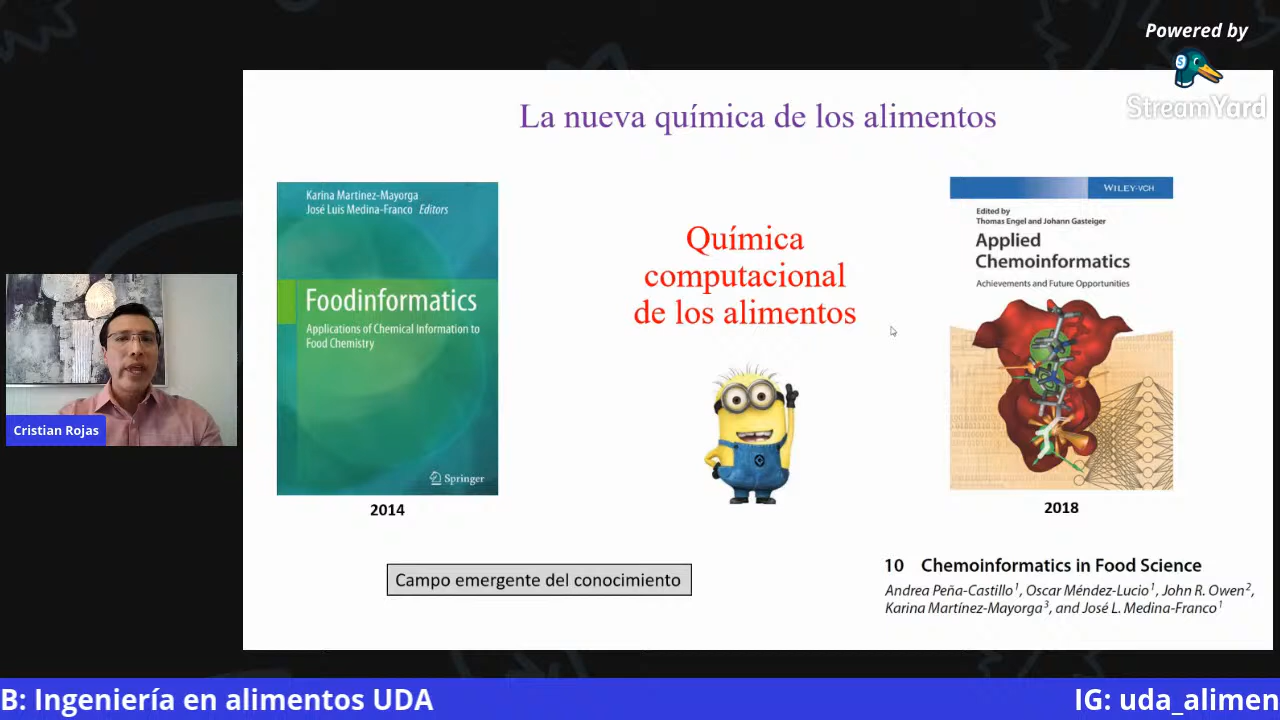 Powered by
StreamYard
La nueva química de los alimentos
Karina Martinez-Mayorga
José Luis Medina-Franco Editors
Foodinformatics
Applications of Chemical Information to
Food Chemistry
Springer
2014
Química
computacional
de los alimentos
WILEY-VCH
Edited by
Thomas Engel and Johann Gasteiger
Applied
Chemoinformatics
Achievements and Future Opportunities
2018
Cristian Rojas
Campo emergente del conocimiento
10 Chemoinformatics in Food Science
Andrea Peña-Castillo1, Oscar Méndez-Lucio1, John R. Owen2,
Karina Martínez-Mayorga3, and José L. Medina-Franco1
B: Ingeniería en alimentos UDA
IG: uda_alimen